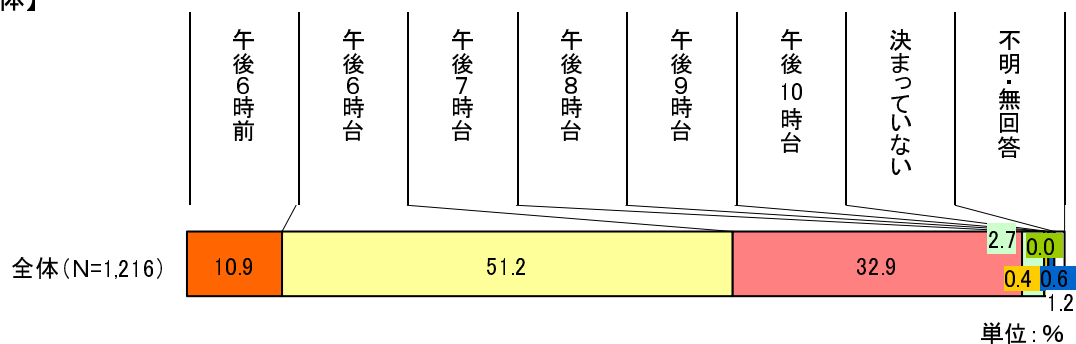 体】
午後6時前
午後6時台
午後7時台
午後8時台
午後9時台
午後10時台
決まっていない
不明・無回答
全体(N=1,216)
10.9
51.2
32.9
2.7
0.4
0.0
0.6
1.2
単位：％